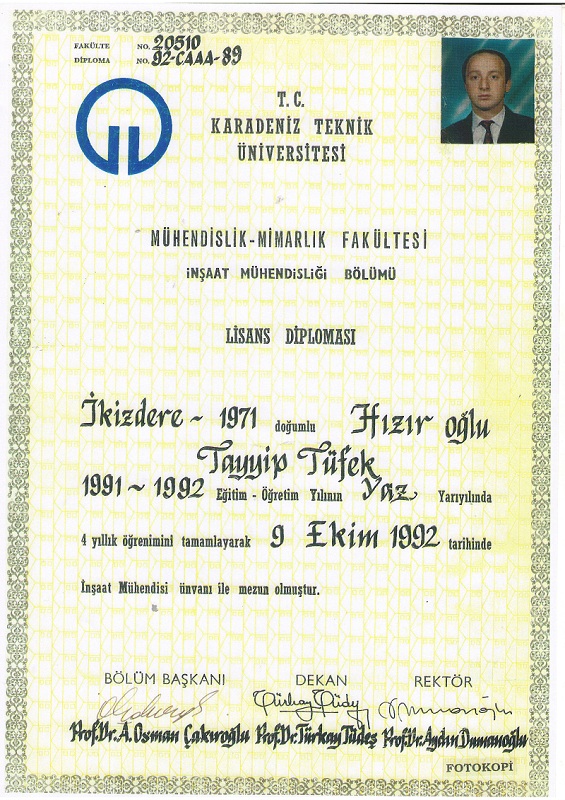 FAKÜLTE NO. 20510
DİPLOMA NO. 92-CAAA-89
T. C.
KARADENİZ TEKNİK
ÜNİVERSİTESİ
MÜHENDİSLİK-MİMARLIK FAKÜLTESİ
İNŞAAT MÜHENDİSLİĞİ BÖLÜMÜ
LİSANS DİPLOMASI
İkizdere ~ 1971 doğumlu Hızır oğlu
Tayyip Tüfek
1991 ~ 1992 Eğitim - Öğretim Yılının Yaz Yarıyılında
4 yıllık öğrenimini tamamlayarak 9 Ekim 1992 tarihinde
İnşaat Mühendisi ünvanı ile mezun olmuştur.
BÖLÜM BAŞKANI DEKAN REKTÖR
Prof.Dr. A. Osman Çakıroğlu Prof.Dr. Türkay Tüdeş Prof.Dr. Aydın Dumanoğlu
FOTOKOPİ